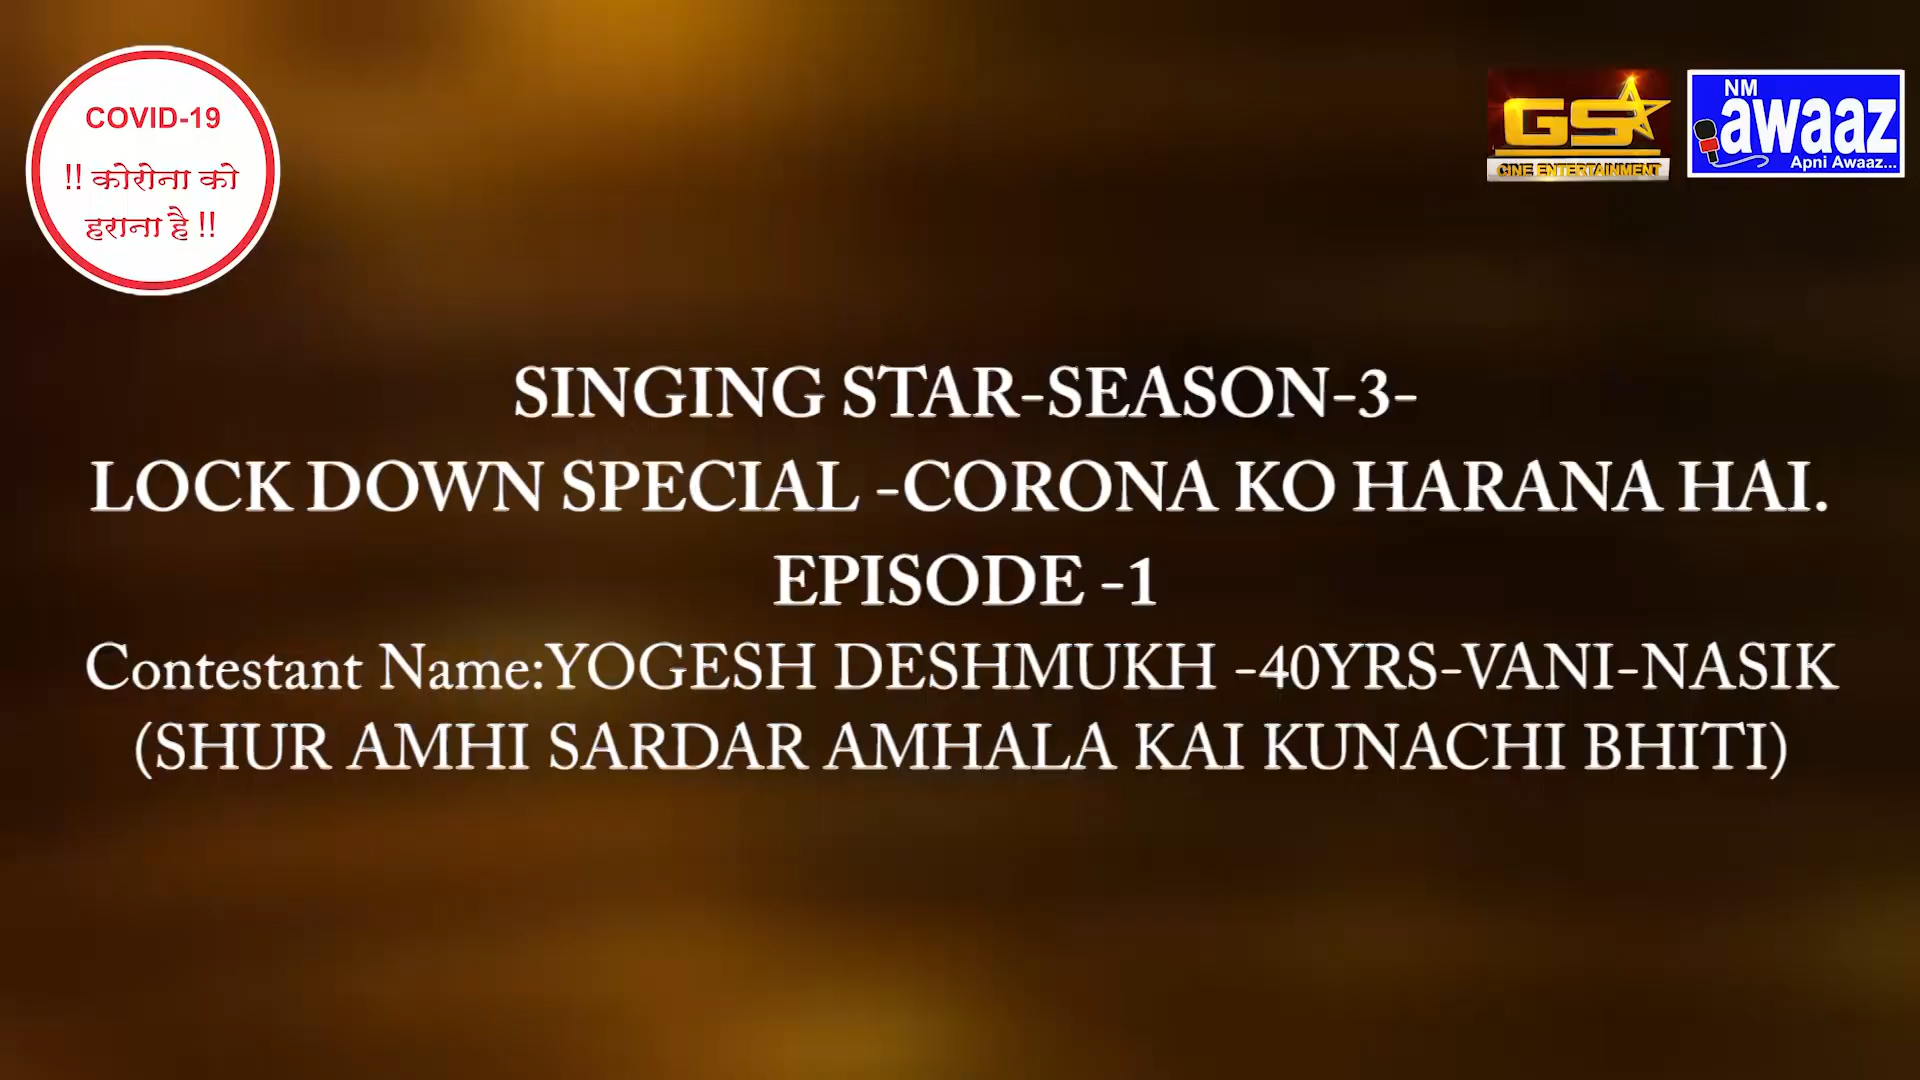 COVID-19
!! कोरोना को
हराना है !!
GS
CINE ENTERTAINMENT
NM
awaaz
Apni Awaaz...
SINGING STAR-SEASON-3-
LOCK DOWN SPECIAL -CORONA KO HARANA HAI.
EPISODE -1
Contestant Name:YOGESH DESHMUKH -40YRS-VANI-NASIK
(SHUR AMHI SARDAR AMHALA KAI KUNACHI BHITI)